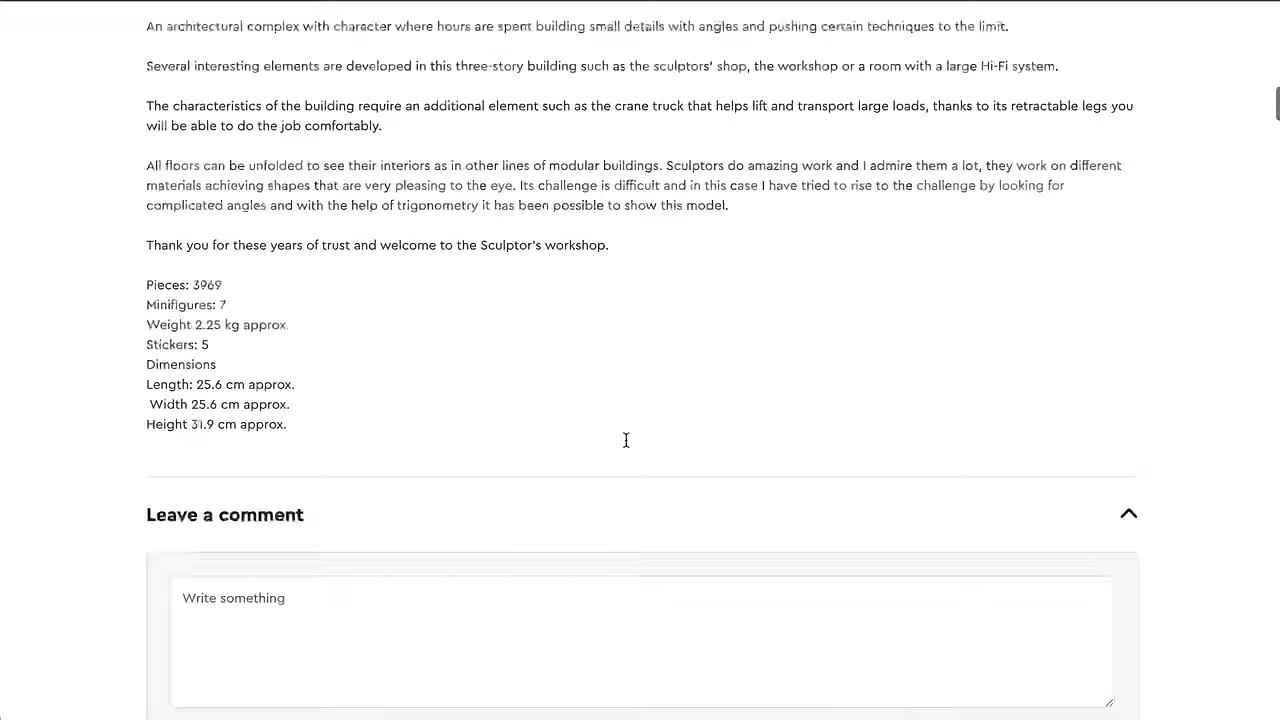 An architectural complex with character where hours are spent building small details with angles and pushing certain techniques to the limit.
Several interesting elements are developed in this three-story building such as the sculptors' shop, the workshop or a room with a large Hi-Fi system.
The characteristics of the building require an additional element such as the crane truck that helps lift and transport large loads, thanks to its retractable legs you
will be able to do the job comfortably.
All floors can be unfolded to see their interiors as in other lines of modular buildings. Sculptors do amazing work and I admire them a lot, they work on different
materials achieving shapes that are very pleasing to the eye. Its challenge is difficult and in this case I have tried to rise to the challenge by looking for
complicated angles and with the help of trigonometry it has been possible to show this model.
Thank you for these years of trust and welcome to the Sculptor's workshop.
Pieces: 3969
Minifigures: 7
Weight 2.25 kg approx.
Stickers: 5
Dimensions
Length: 25.6 cm approx.
Width 25.6 cm approx.
Height 31.9 cm approx.
Leave a comment
Write something